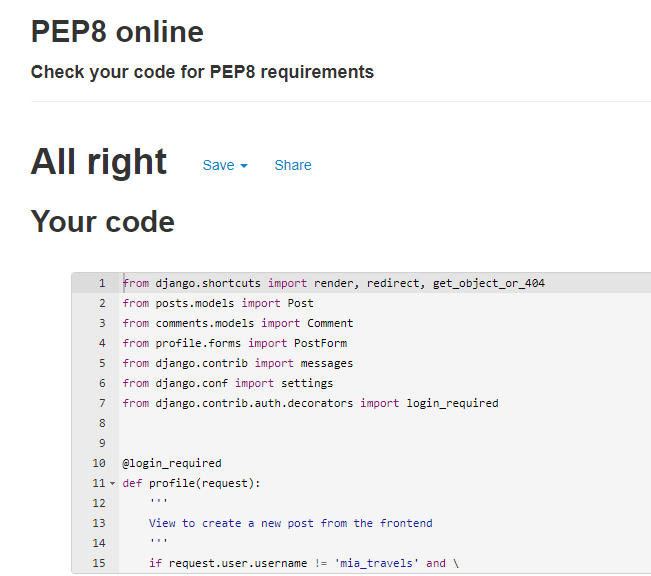 PEP8 online
Check your code for PEP8 requirements
All right Save Share
Your code
1 from django.shortcuts import render, redirect, get_object_or_404
2 from posts.models import Post
3 from comments.models import Comment
4 from profile.forms import PostForm
5 from django.contrib import messages
6 from django.conf import settings
7 from django.contrib.auth.decorators import login_required
8
9
10 @login_required
11 def profile(request):
12     '''
13     View to create a new post from the frontend
14     '''
15     if request.user.username != 'mia_travels' and \